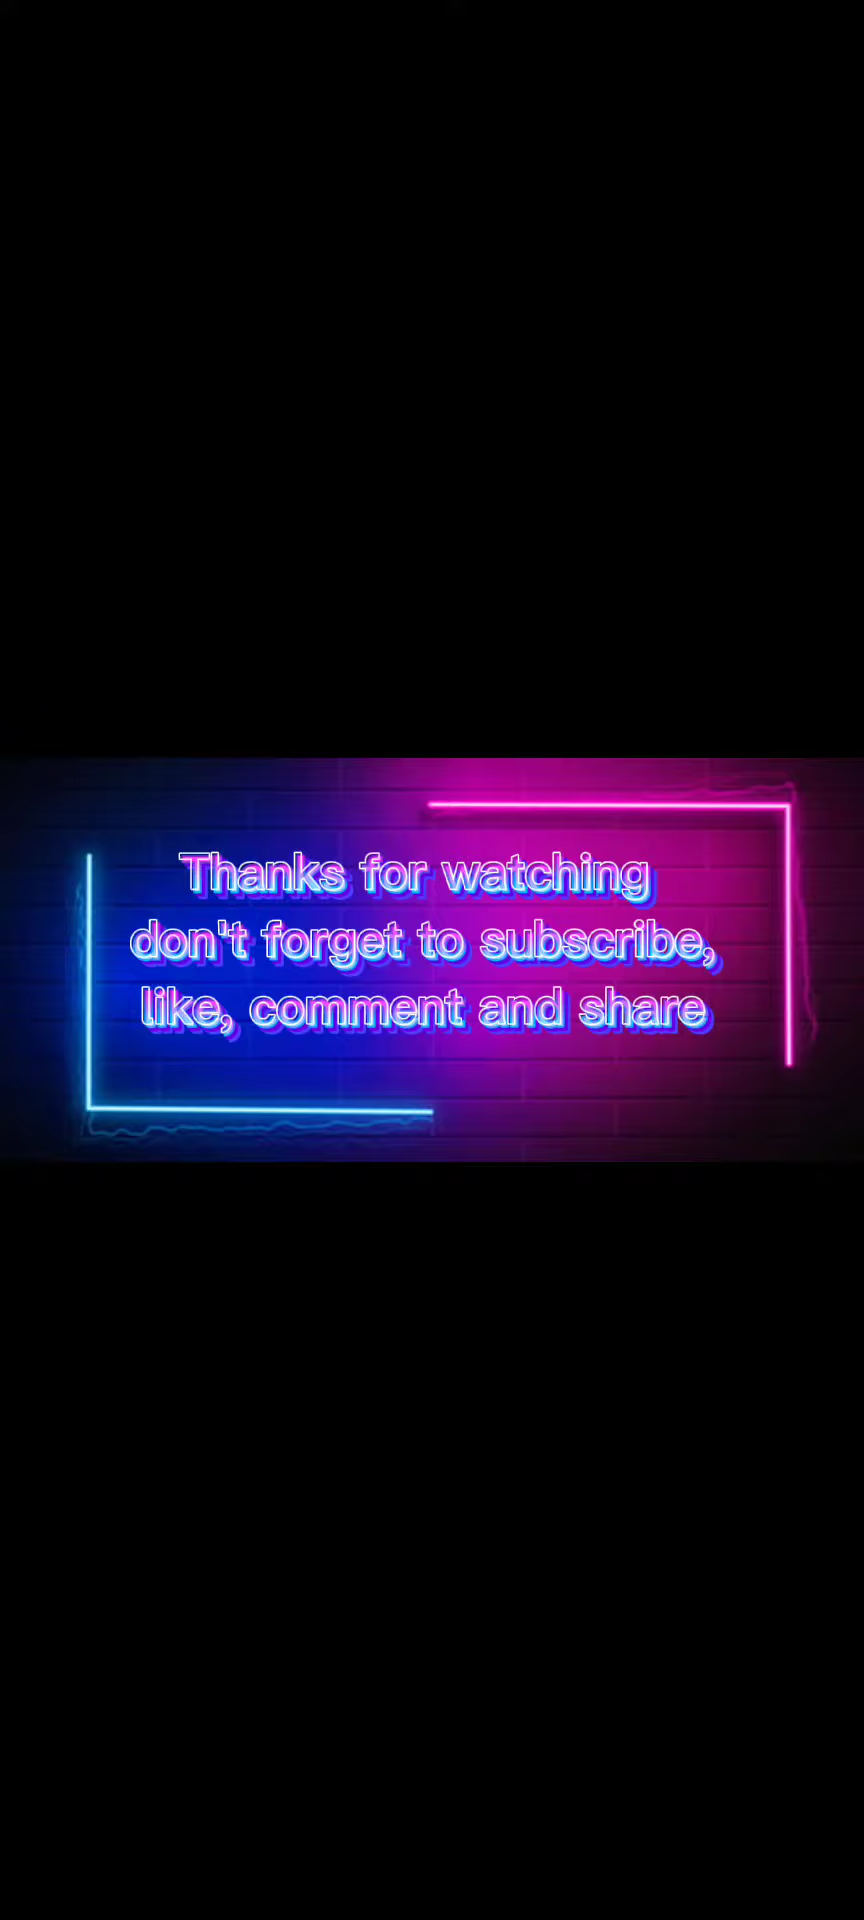 Thanks for watching
don't forget to subscribe,
like, comment and share